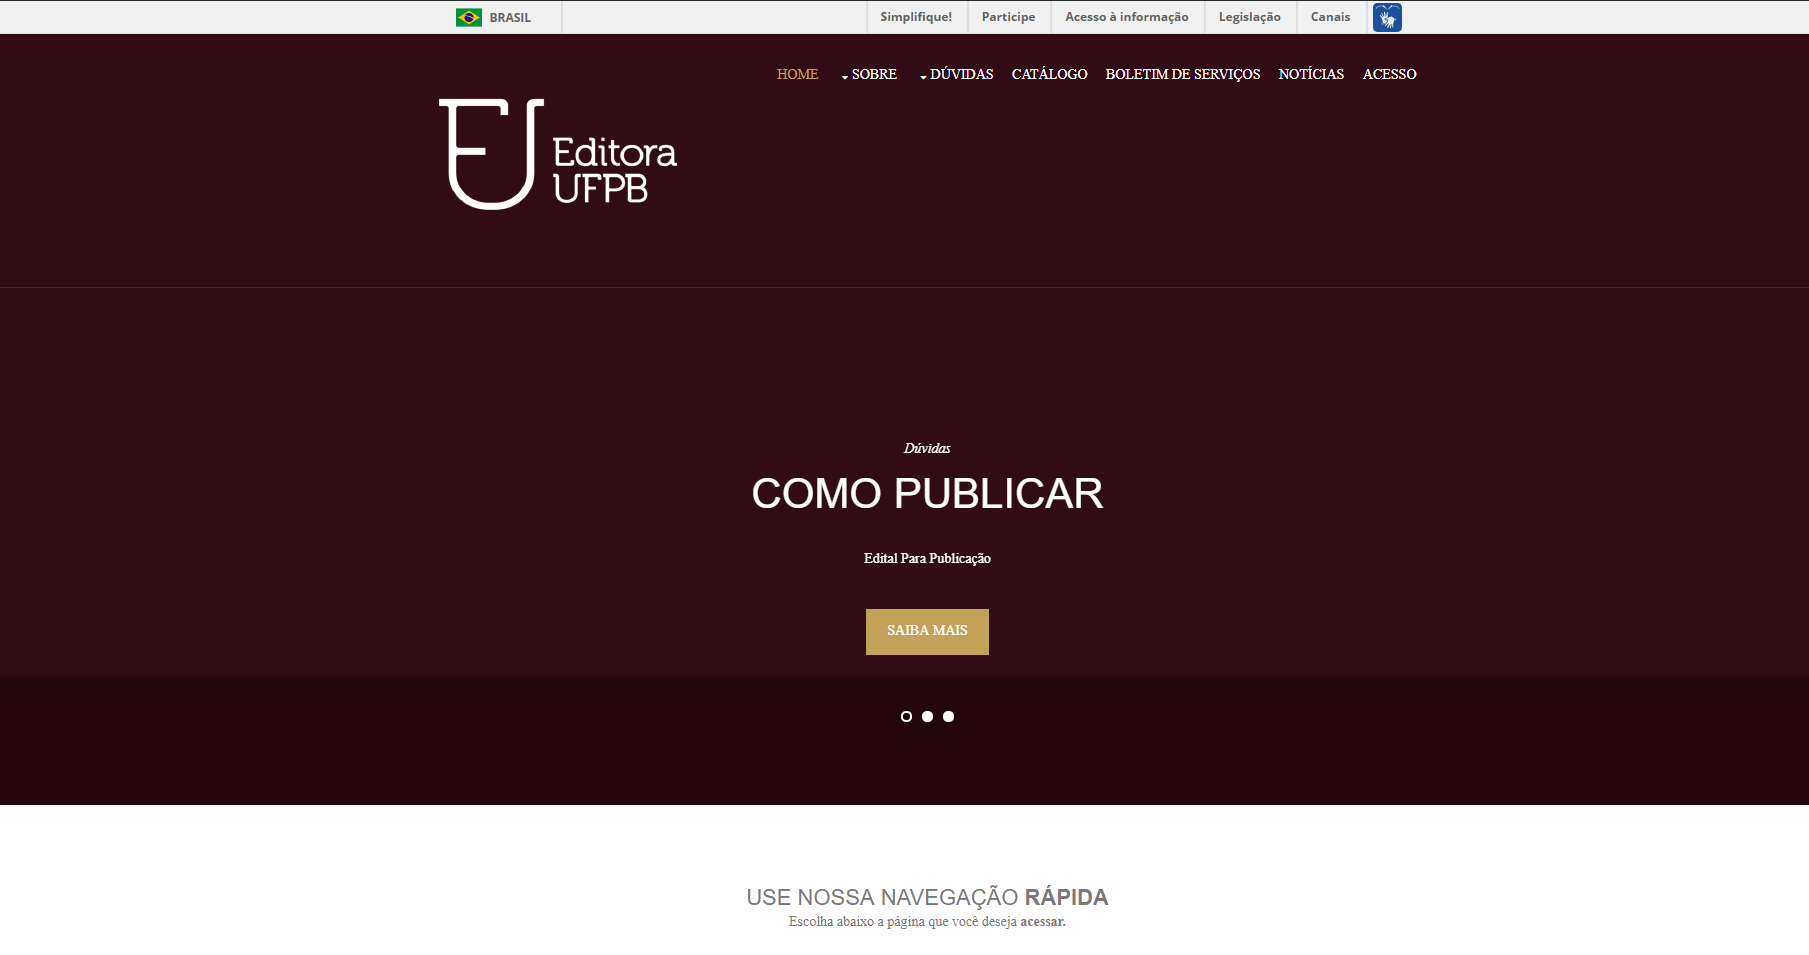 BRASIL
Simplifique!
Participe
Acesso à informação
Legislação
Canais
HOME
SOBRE
DÚVIDAS
CATÁLOGO
BOLETIM DE SERVIÇOS
NOTÍCIAS
ACESSO
Editora
UFPB
Dúvidas
COMO PUBLICAR
Edital Para Publicação
SAIBA MAIS
USE NOSSA NAVEGAÇÃO RÁPIDA
Escolha abaixo a página que você deseja acessar.